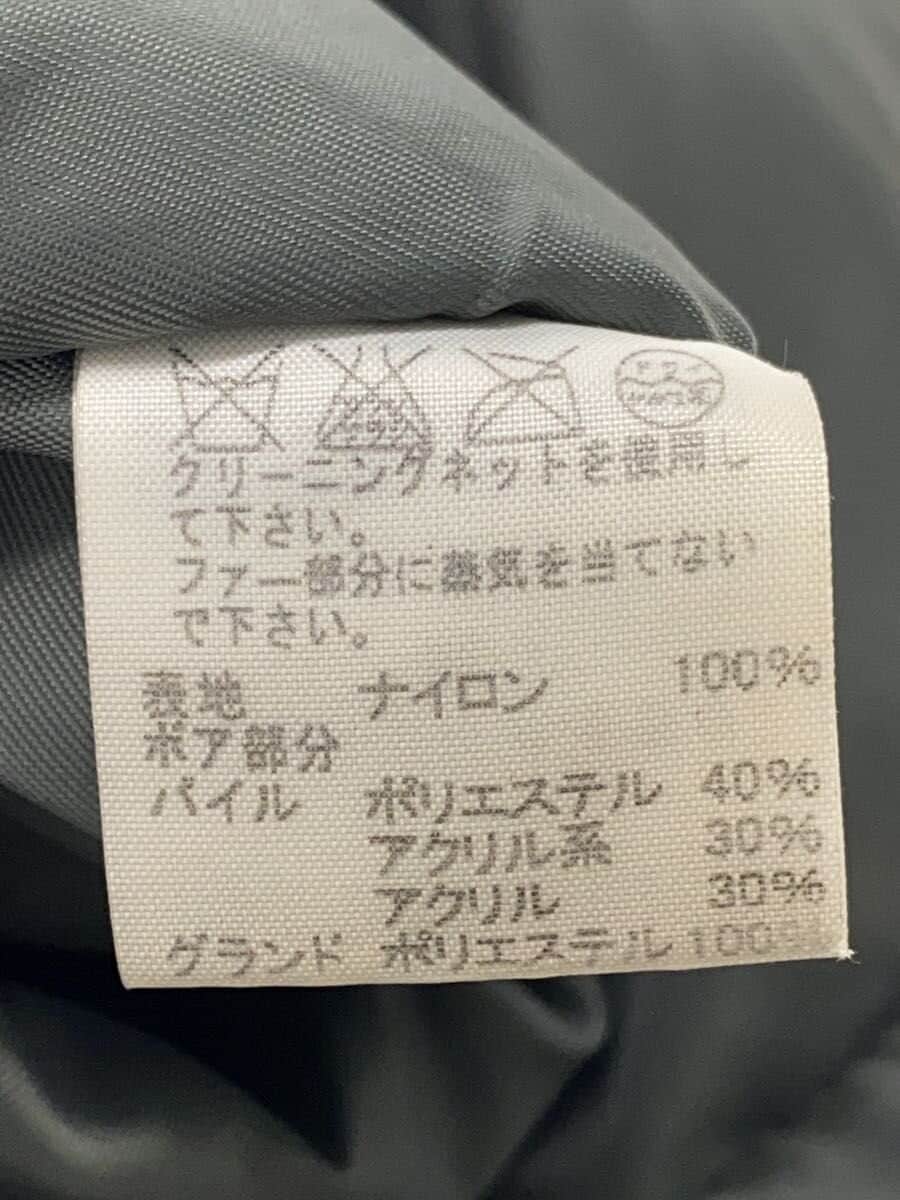 クリーニングネットを使用し
て下さい。
ファー部分に蒸気を当てない
で下さい。
表地 ナイロン 100%
ボア部分
パイル ポリエステル 40%
アクリル系 30%
アクリル 30%
グランド ポリエステル 100%